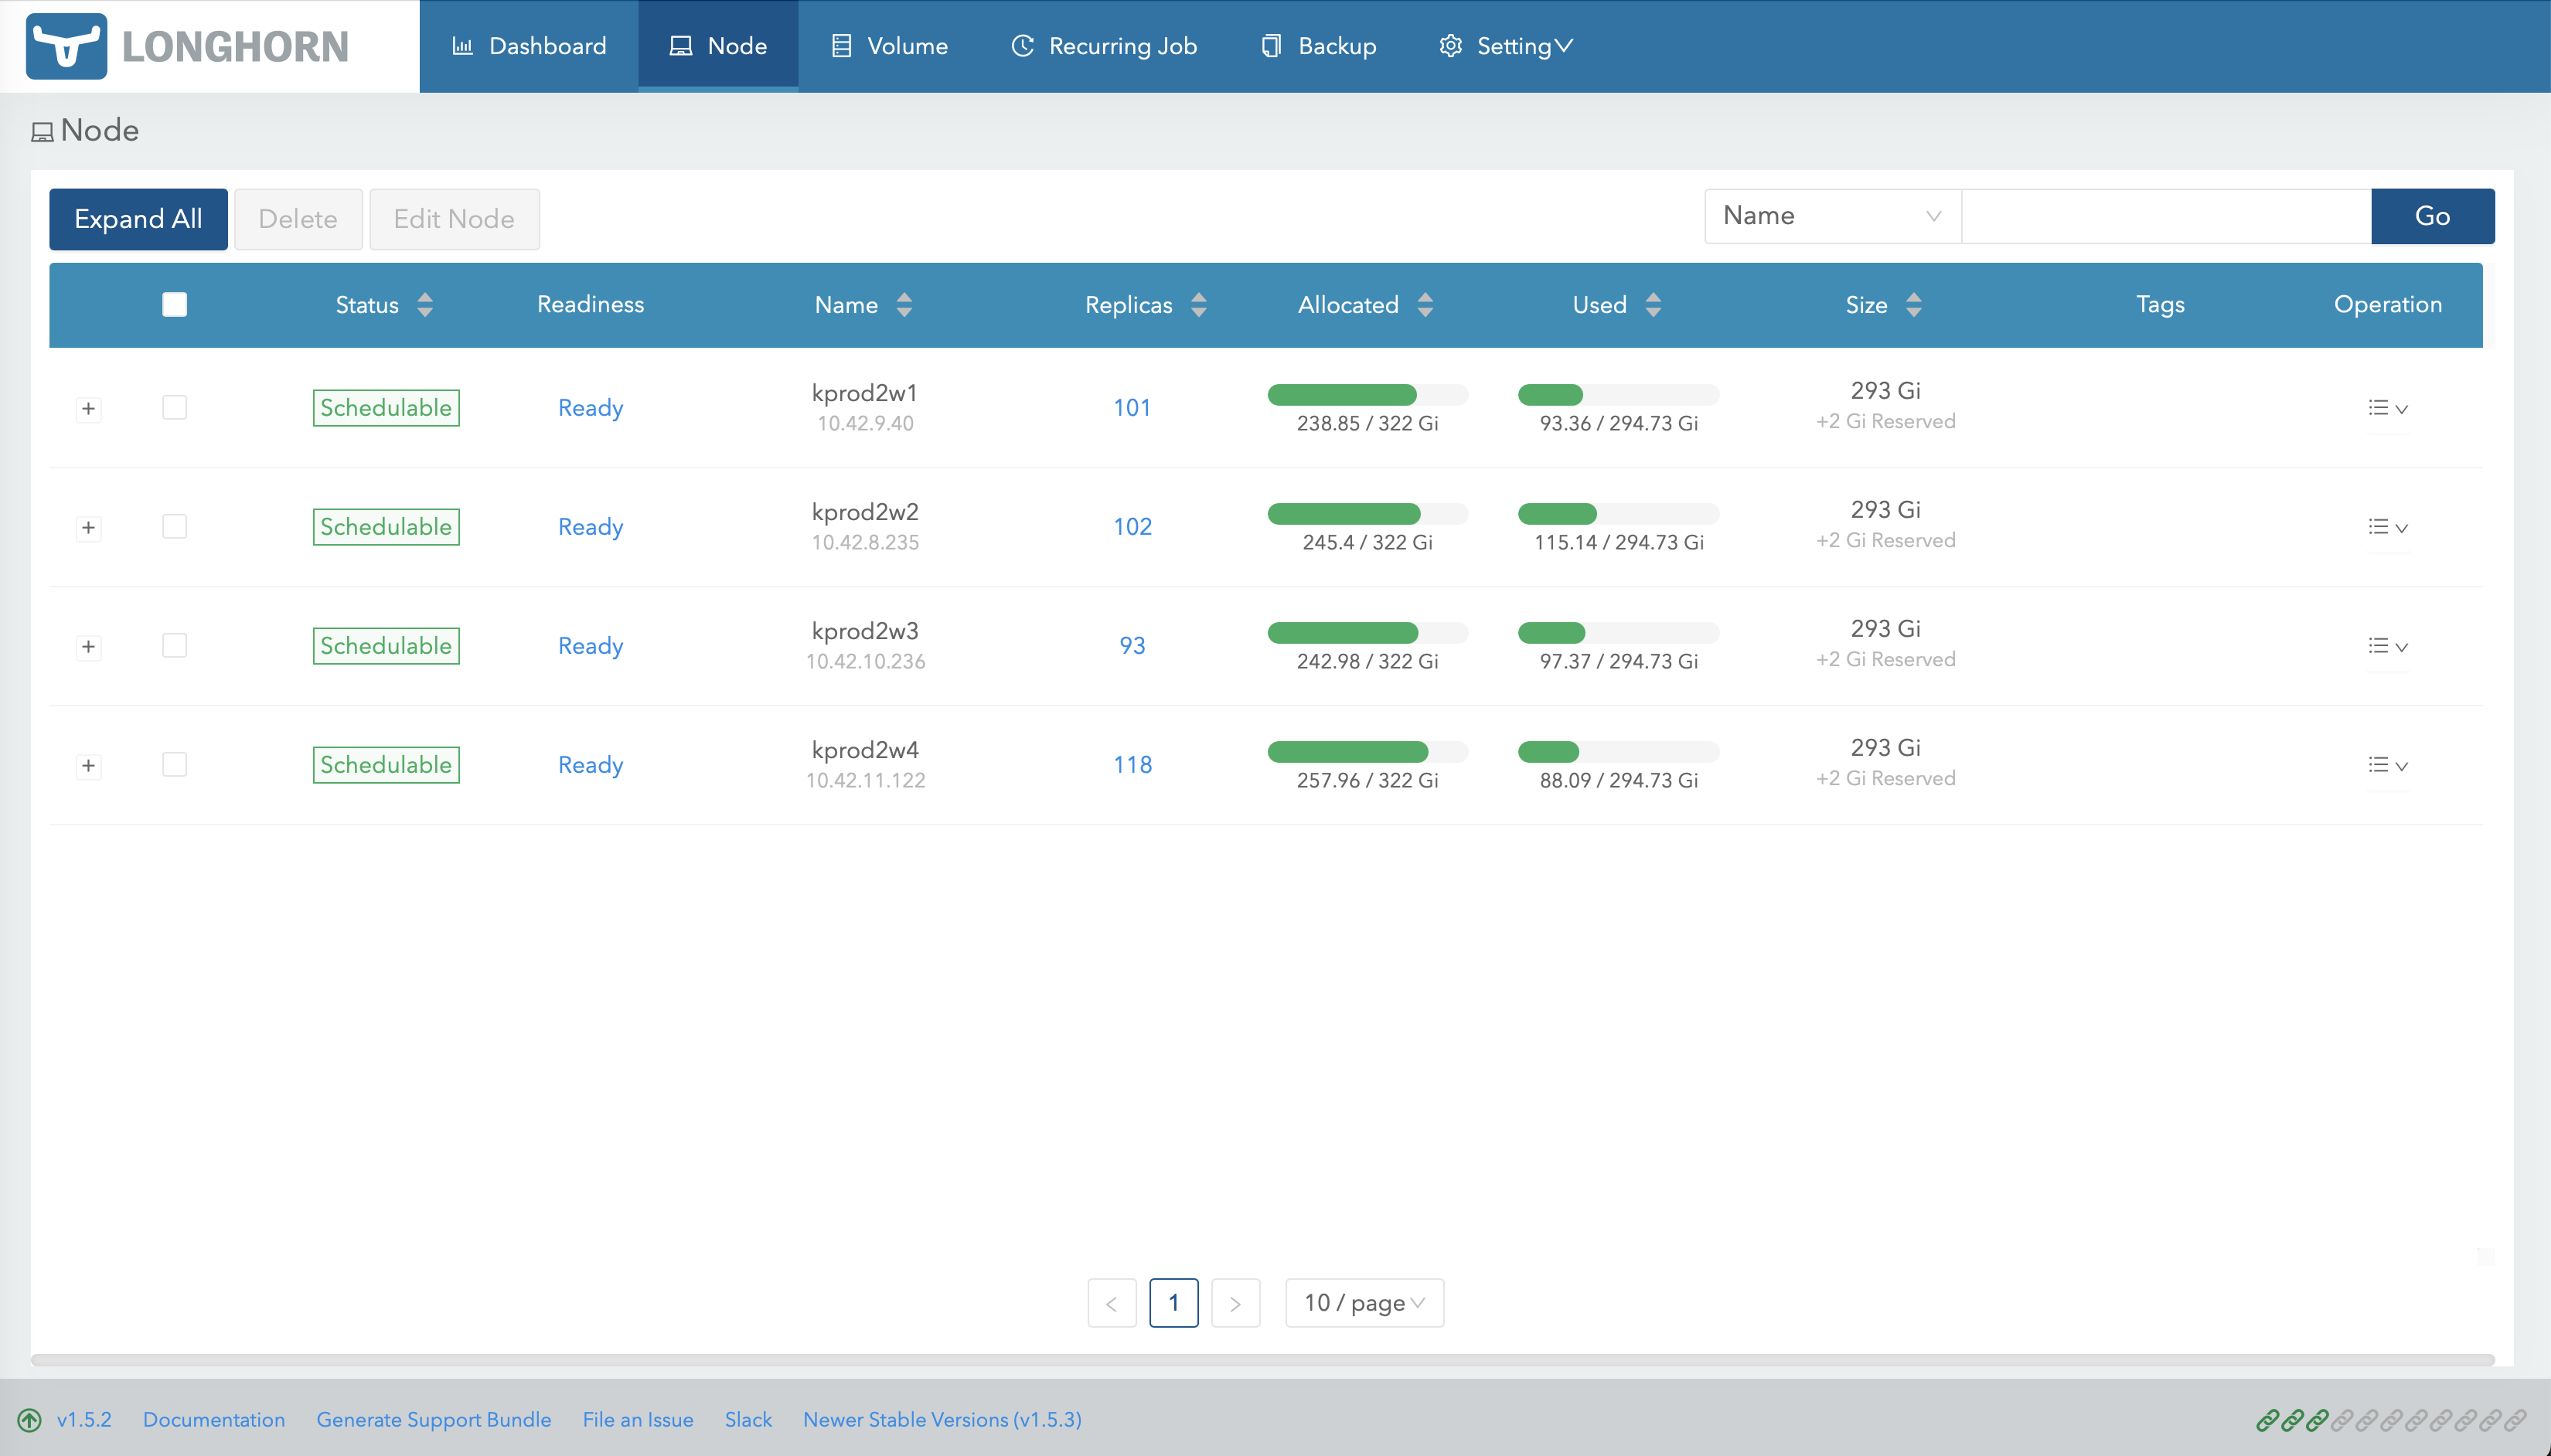 LONGHORN
Dashboard Node Volume Recurring Job Backup Setting
Node
Expand All Delete Edit Node Name Go
Status Readiness Name Replicas Allocated Used Size Tags Operation
Schedulable Ready kprod2w1 101 238.85 / 322 Gi 93.36 / 294.73 Gi 293 Gi
10.42.9.40 +2 Gi Reserved
Schedulable Ready kprod2w2 102 245.4 / 322 Gi 115.14 / 294.73 Gi 293 Gi
10.42.8.235 +2 Gi Reserved
Schedulable Ready kprod2w3 93 242.98 / 322 Gi 97.37 / 294.73 Gi 293 Gi
10.42.10.236 +2 Gi Reserved
Schedulable Ready kprod2w4 118 257.96 / 322 Gi 88.09 / 294.73 Gi 293 Gi
10.42.11.122 +2 Gi Reserved
< 1 > 10 / page
v1.5.2 Documentation Generate Support Bundle File an Issue Slack Newer Stable Versions (v1.5.3)